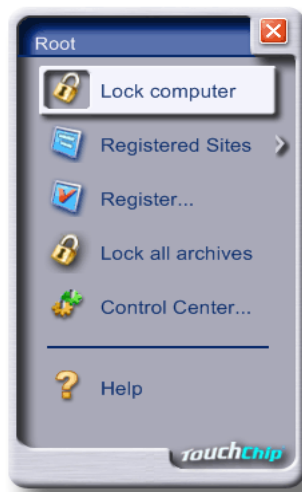 Root
Lock computer
Registered Sites
Register...
Lock all archives
Control Center...
Help
TouchChip